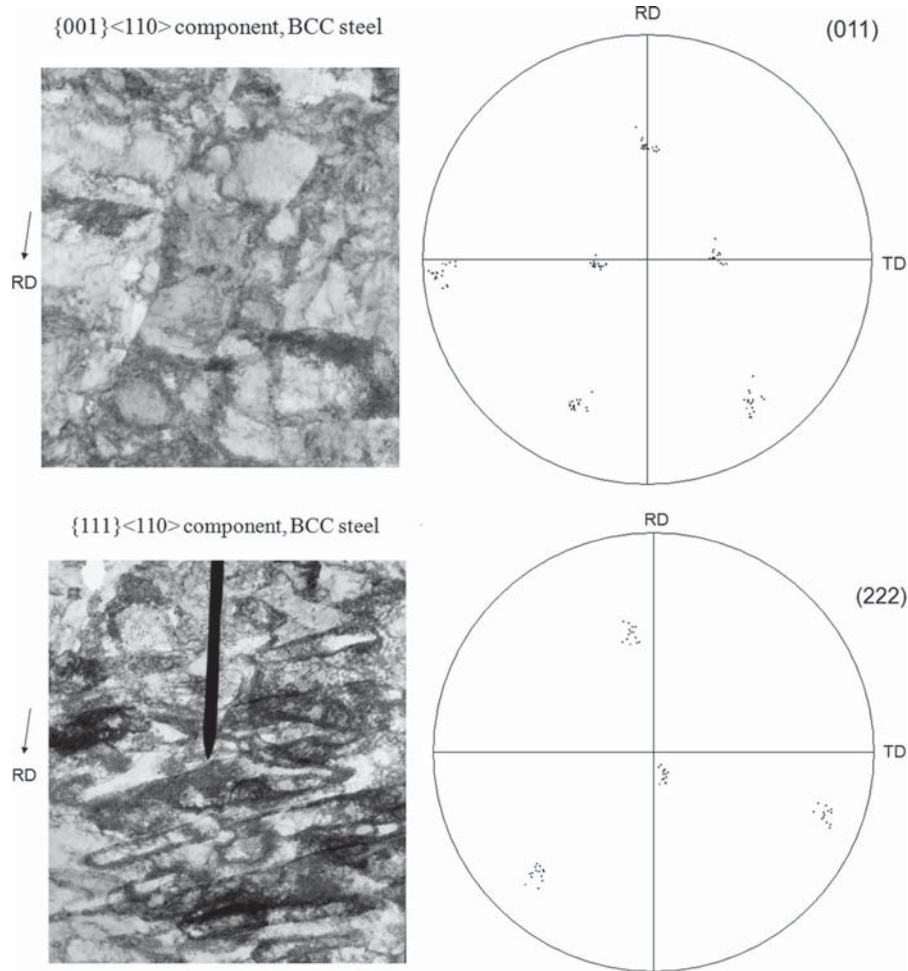 {001}<110> component, BCC steel
RD
(011)
RD
TD
{111}<110> component, BCC steel
RD
(222)
RD
TD